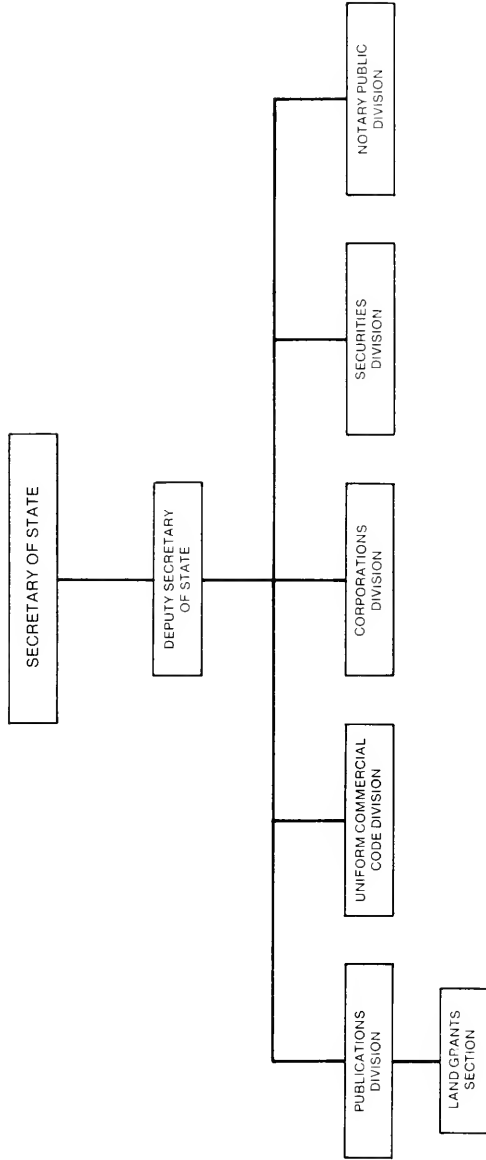 SECRETARY OF STATE
DEPUTY SECRETARY
OF STATE
PUBLICATIONS
DIVISION
UNIFORM COMMERCIAL
CODE DIVISION
CORPORATIONS
DIVISION
SECURITIES
DIVISION
NOTARY PUBLIC
DIVISION
LAND GRANTS
SECTION